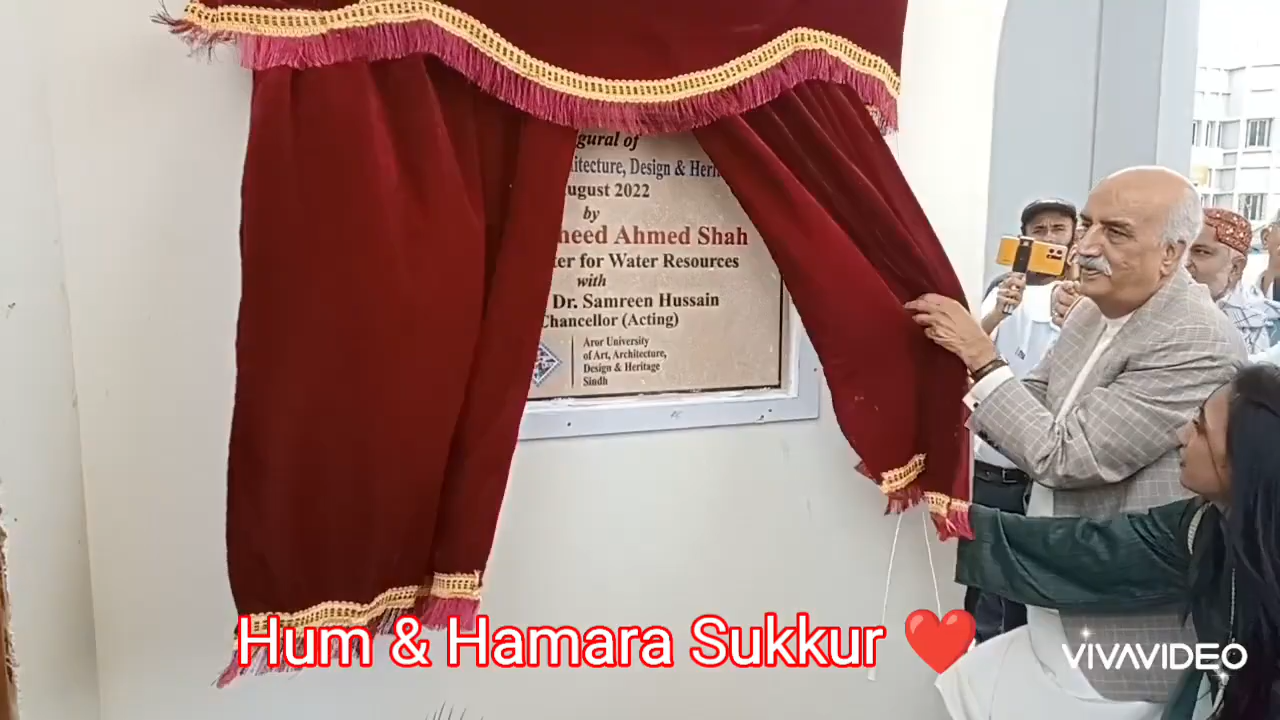 gural of
itecture, Design & Heri
ugust 2022
by
heed Ahmed Shah
er for Water Resources
with
Dr. Samreen Hussain
Chancellor (Acting)
Aror University
of Art, Architecture,
Design & Heritage
Sindh
Hum & Hamara Sukkur ❤️
VIVAVIDEO